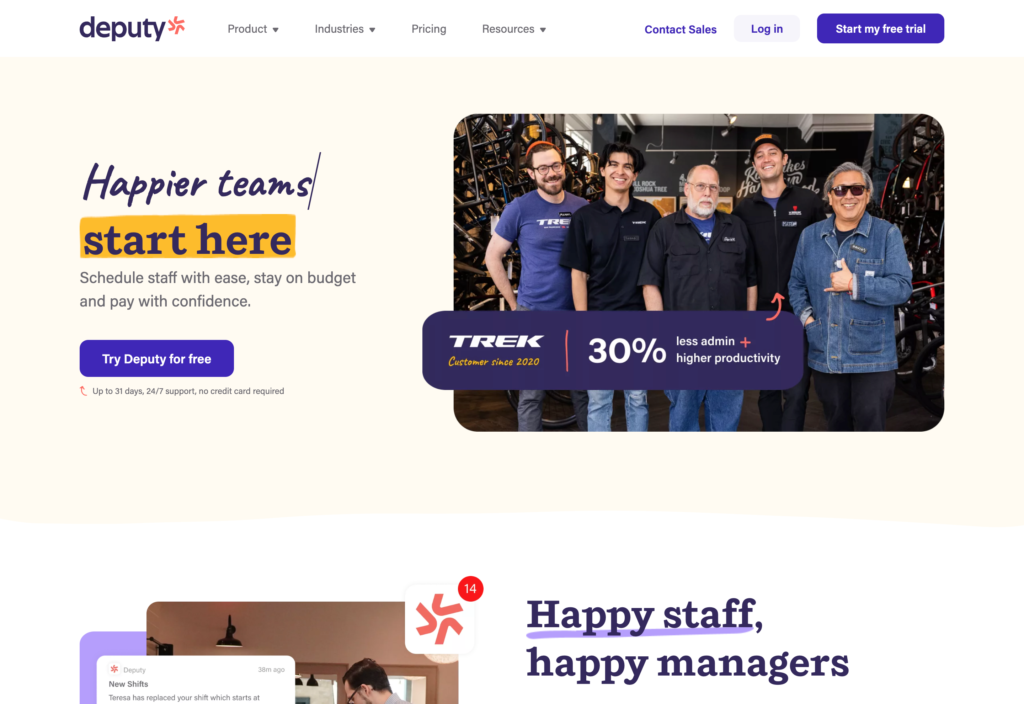 deputy
Product
Industries
Pricing
Resources
Contact Sales
Log in
Start my free trial
Happier teams
start here
Schedule staff with ease, stay on budget
and pay with confidence.
Try Deputy for free
Up to 31 days, 24/7 support, no credit card required
TREK
Customer since 2020
30%
less admin +
higher productivity
14
Deputy
38m ago
New Shifts
Teresa has replaced your shift which starts at
Happy staff,
happy managers